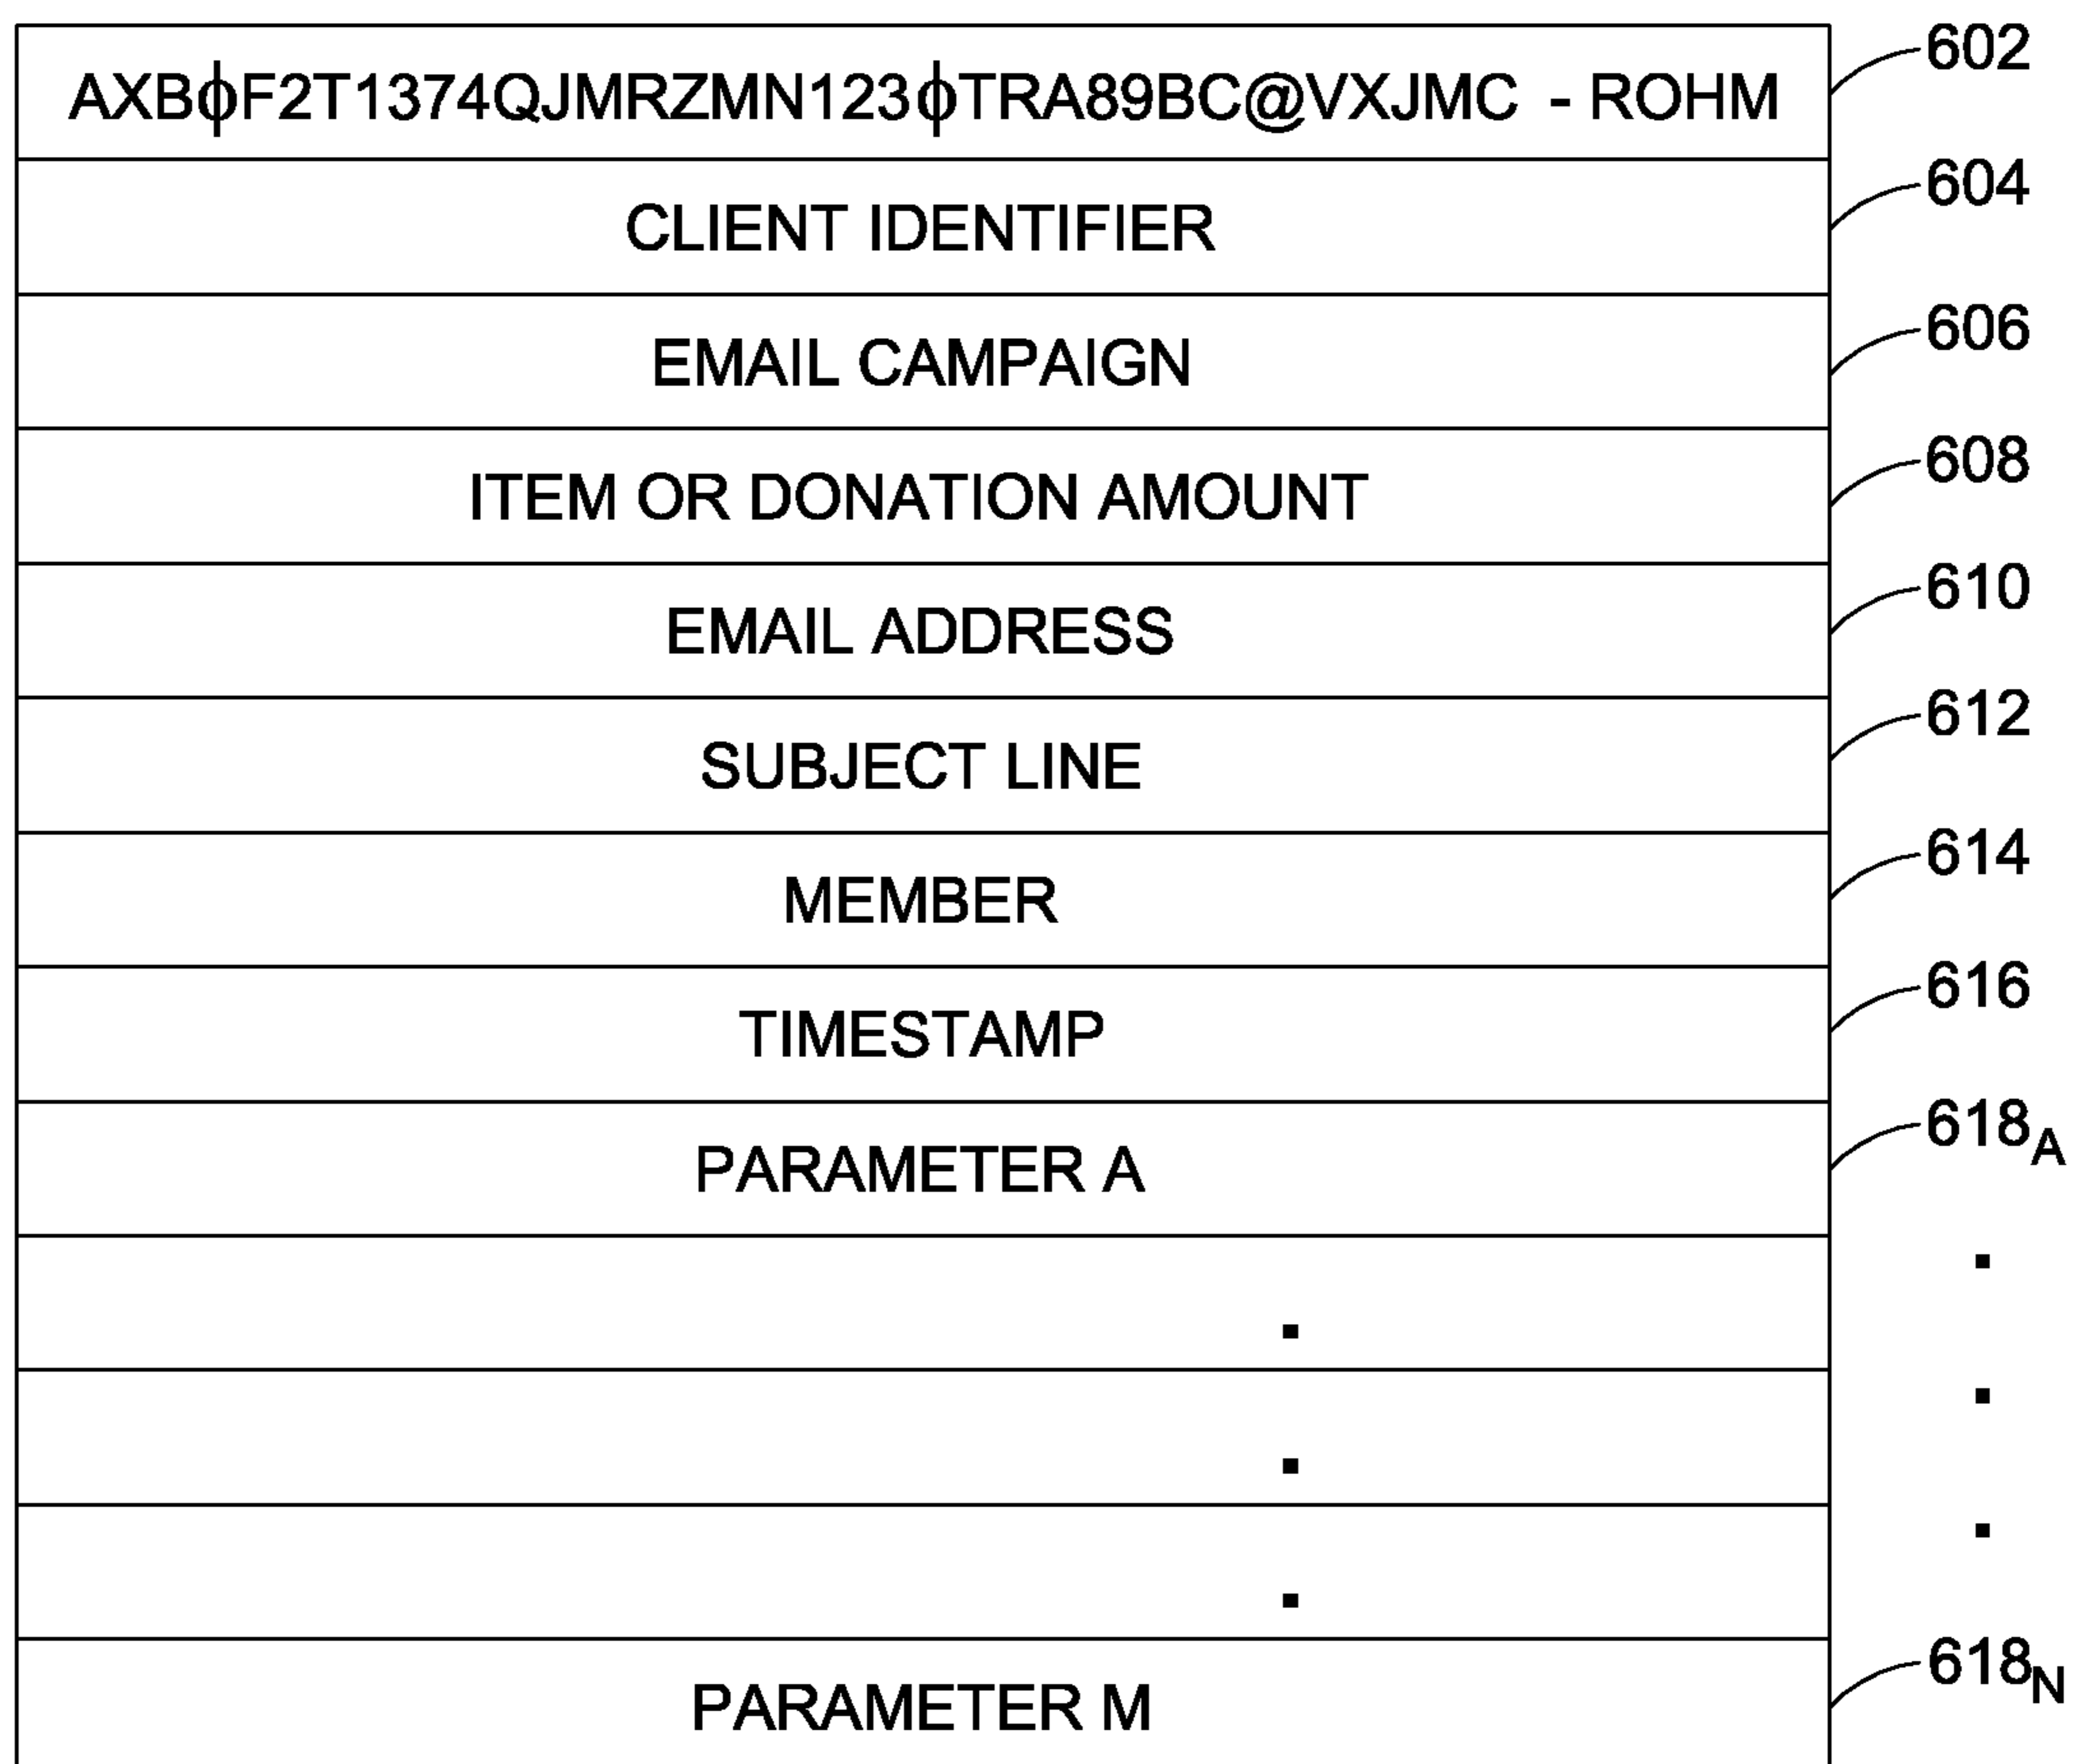 AXBϕF2T1374QJMRZMN123ϕTRA89BC@VXJMC - ROHM 602
CLIENT IDENTIFIER 604
EMAIL CAMPAIGN 606
ITEM OR DONATION AMOUNT 608
EMAIL ADDRESS 610
SUBJECT LINE 612
MEMBER 614
TIMESTAMP 616
PARAMETER A 618A
PARAMETER M 618N